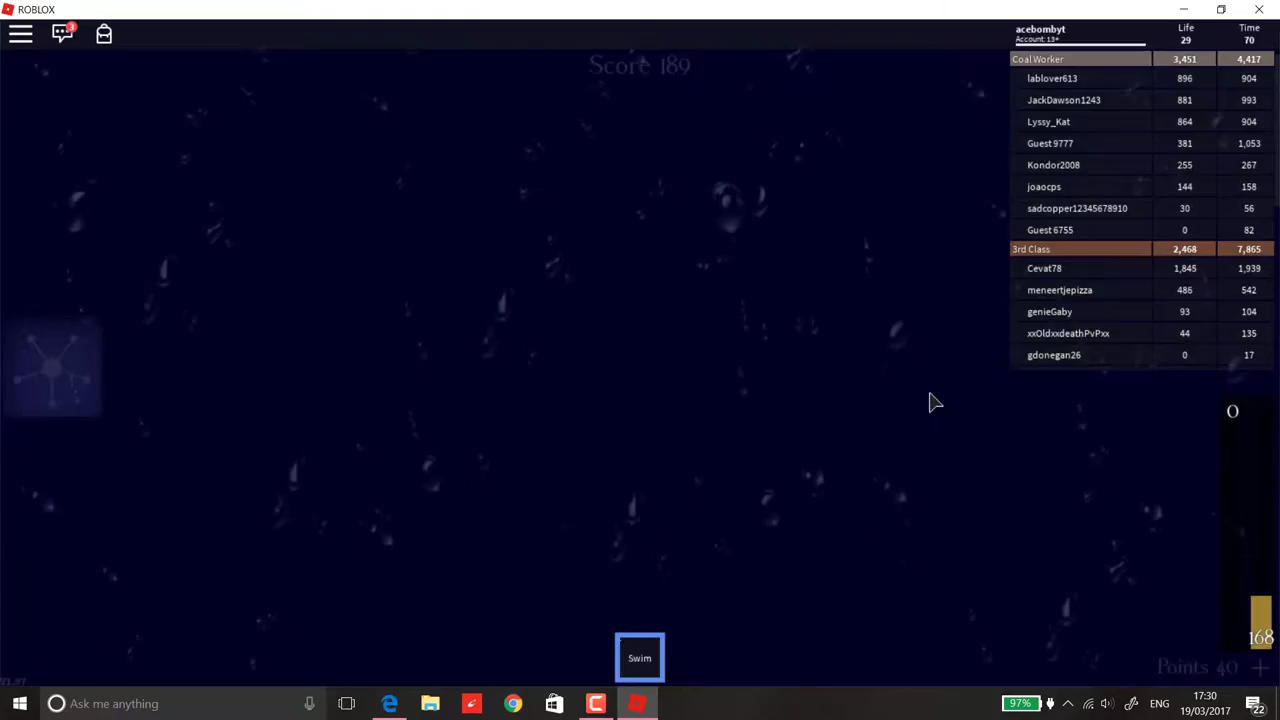 ROBLOX
3
acebombyt Life Time
Account: 13+ 29 70
Score 189
Coal Worker 3,451 4,417
lablover613 896 904
JackDawson1243 881 993
Lyssy_Kat 864 904
Guest 9777 381 1,053
Kondor2008 255 267
joaocps 144 158
sadcopper12345678910 30 56
Guest 6755 0 82
3rd Class 2,468 7,865
Cevat78 1,845 1,939
meneertjepizza 486 542
genieGaby 93 104
xxOldxxdeathPvPxx 44 135
gdonegan26 0 17
0
168
Swim
Points 40 +
Ask me anything
97%
ENG
17:30
19/03/2017
22